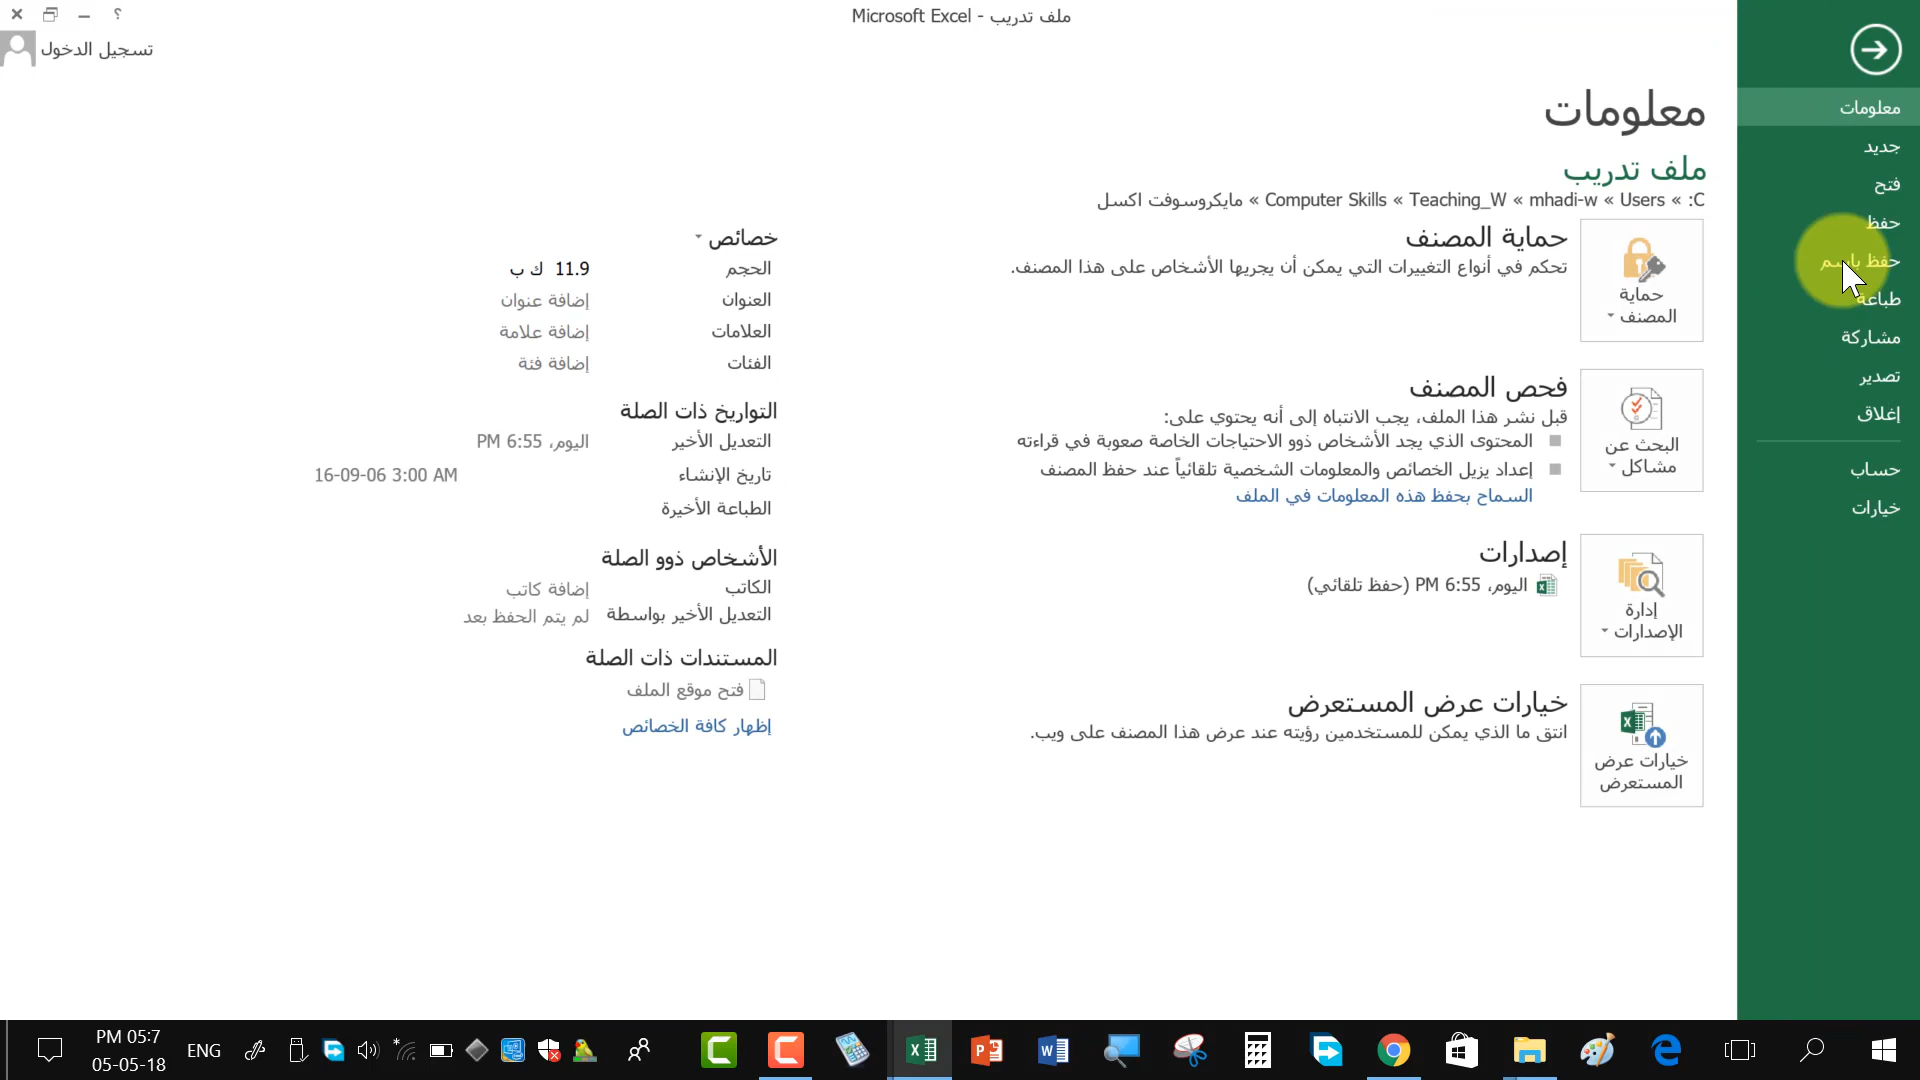 ملف تدريب - Microsoft Excel
؟
تسجيل الدخول
معلومات
جديد
فتح
حفظ
حفظ باسم
طباعة
مشاركة
تصدير
إغلاق
حساب
خيارات
معلومات
ملف تدريب
C: » Users » mhadi-w » Teaching_W » Computer Skills » مايكروسوفت اكسل
حماية
المصنف
حماية المصنف
تحكم في أنواع التغييرات التي يمكن أن يجريها الأشخاص على هذا المصنف.
البحث عن
مشاكل
فحص المصنف
قبل نشر هذا الملف، يجب الانتباه إلى أنه يحتوي على:
المحتوى الذي يجد الأشخاص ذوو الاحتياجات الخاصة صعوبة في قراءته
إعداد يزيل الخصائص والمعلومات الشخصية تلقائياً عند حفظ المصنف
السماح بحفظ هذه المعلومات في الملف
إدارة
الإصدارات
إصدارات
اليوم، 6:55 PM (حفظ تلقائي)
خيارات عرض
المستعرض
خيارات عرض المستعرض
انتق ما الذي يمكن للمستخدمين رؤيته عند عرض هذا المصنف على ويب.
خصائص
الحجم 11.9 ك ب
العنوان إضافة عنوان
العلامات إضافة علامة
الفئات إضافة فئة
التواريخ ذات الصلة
التعديل الأخير اليوم، 6:55 PM
تاريخ الإنشاء 16-09-06 3:00 AM
الطباعة الأخيرة
الأشخاص ذوو الصلة
الكاتب إضافة كاتب
التعديل الأخير بواسطة لم يتم الحفظ بعد
المستندات ذات الصلة
فتح موقع الملف
إظهار كافة الخصائص
PM 05:7
05-05-18
ENG